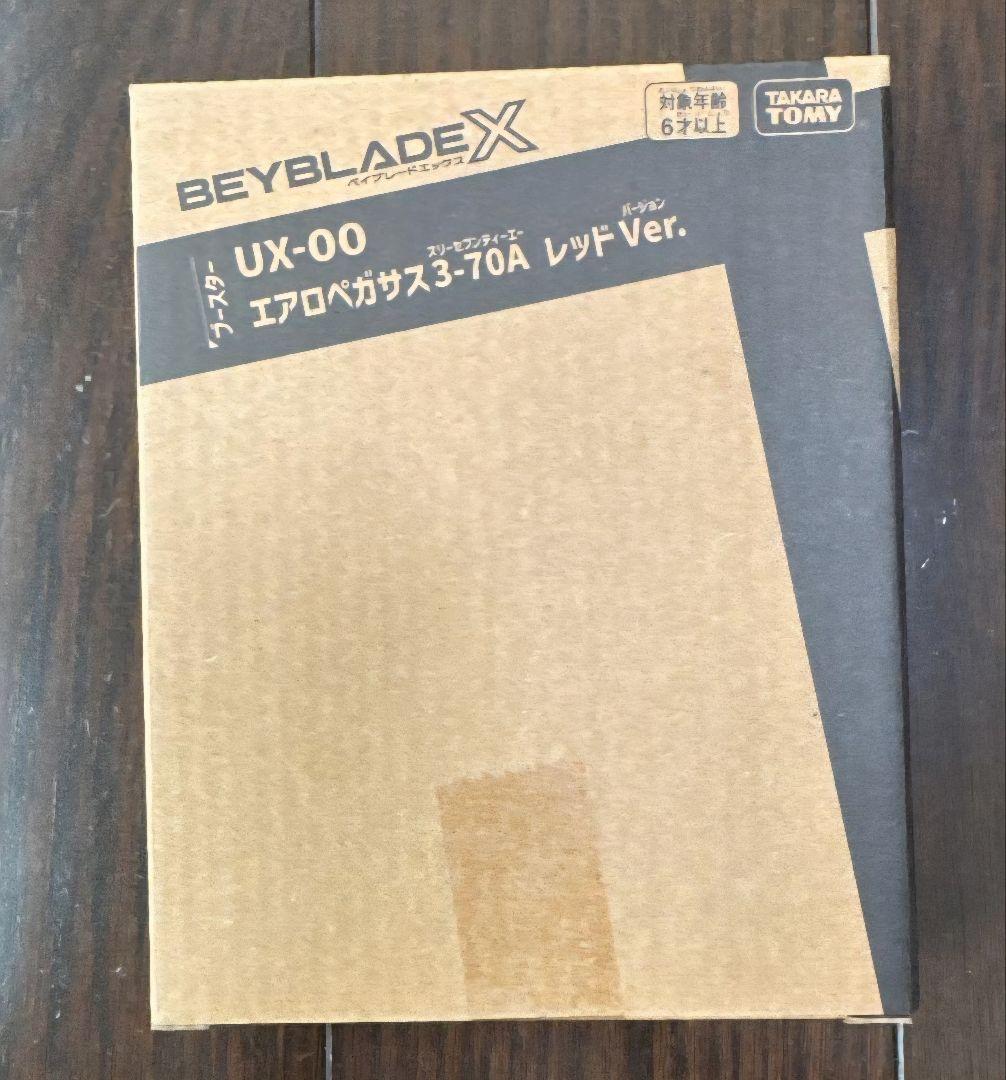 BEYBLADE X
ベイブレードエックス
対象年齢
6才以上
TAKARA
TOMY
ブースター
UX-00
スリーセブンティーエー
バージョン
エアロペガサス3-70A レッドVer.